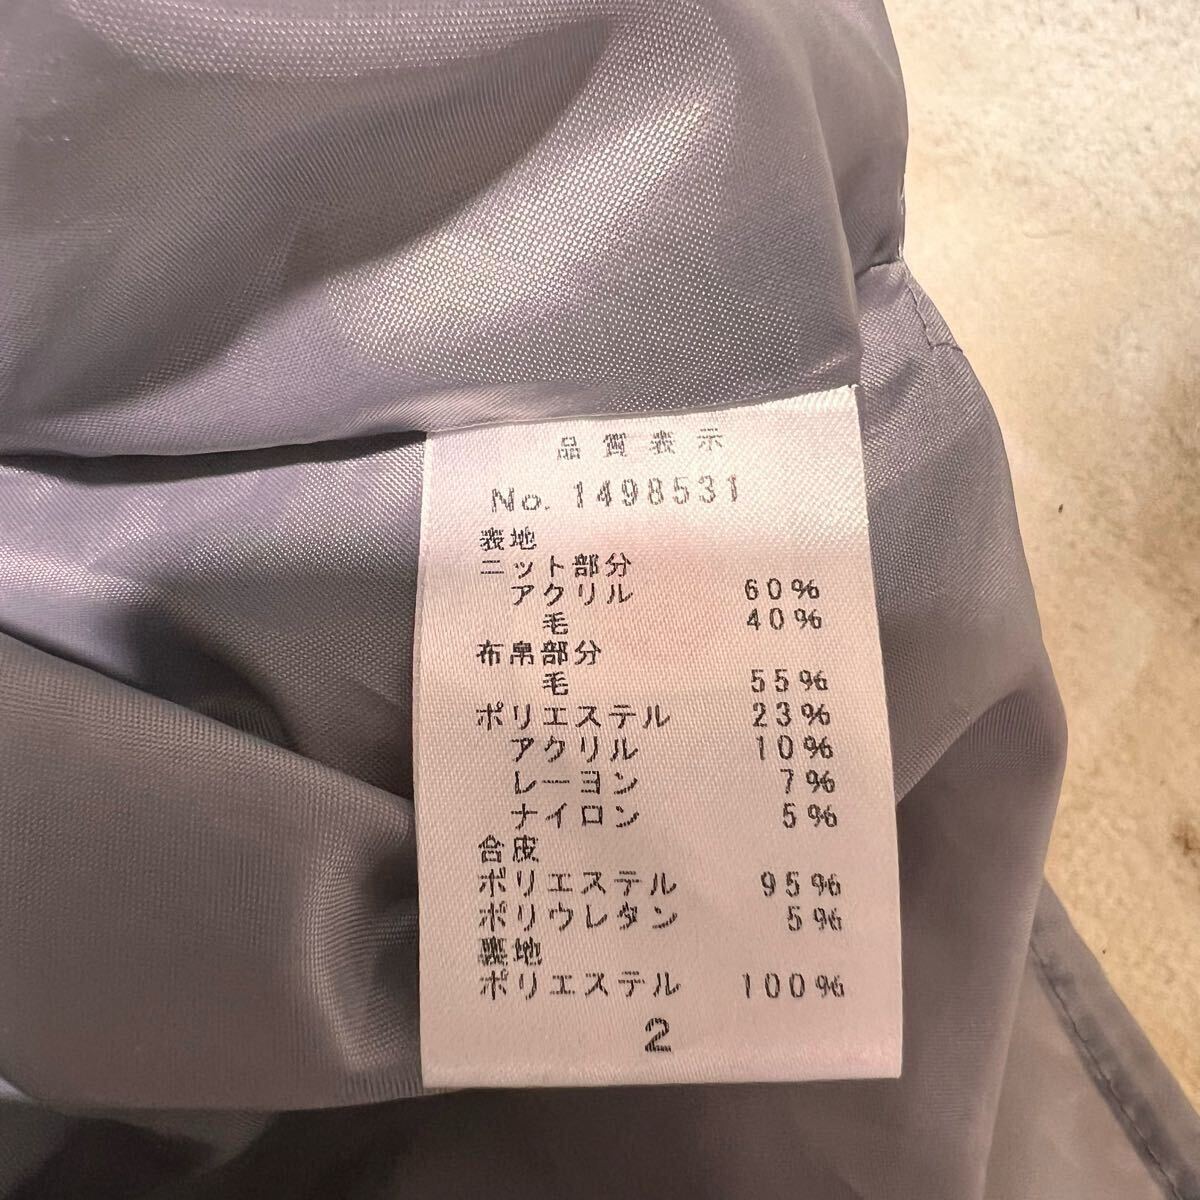 品質表示
No. 1498531
表地
ニット部分
アクリル 60%
毛 40%
布帛部分
毛 55%
ポリエステル 23%
アクリル 10%
レーヨン 7%
ナイロン 5%
合皮
ポリエステル 95%
ポリウレタン 5%
裏地
ポリエステル 100%
2